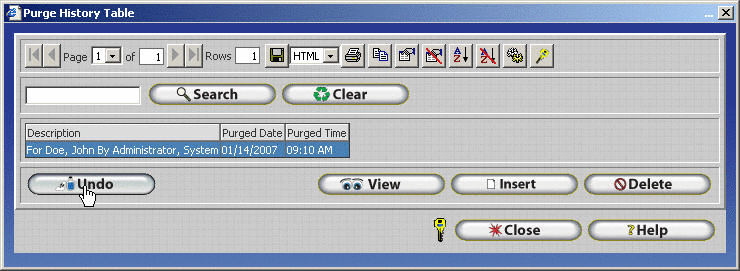 Purge History Table
Page 1 of 1 Rows 1 HTML
Search Clear
Description Purged Date Purged Time
For Doe, John By Administrator, System 01/14/2007 09:10 AM
Undo View Insert Delete
Close Help